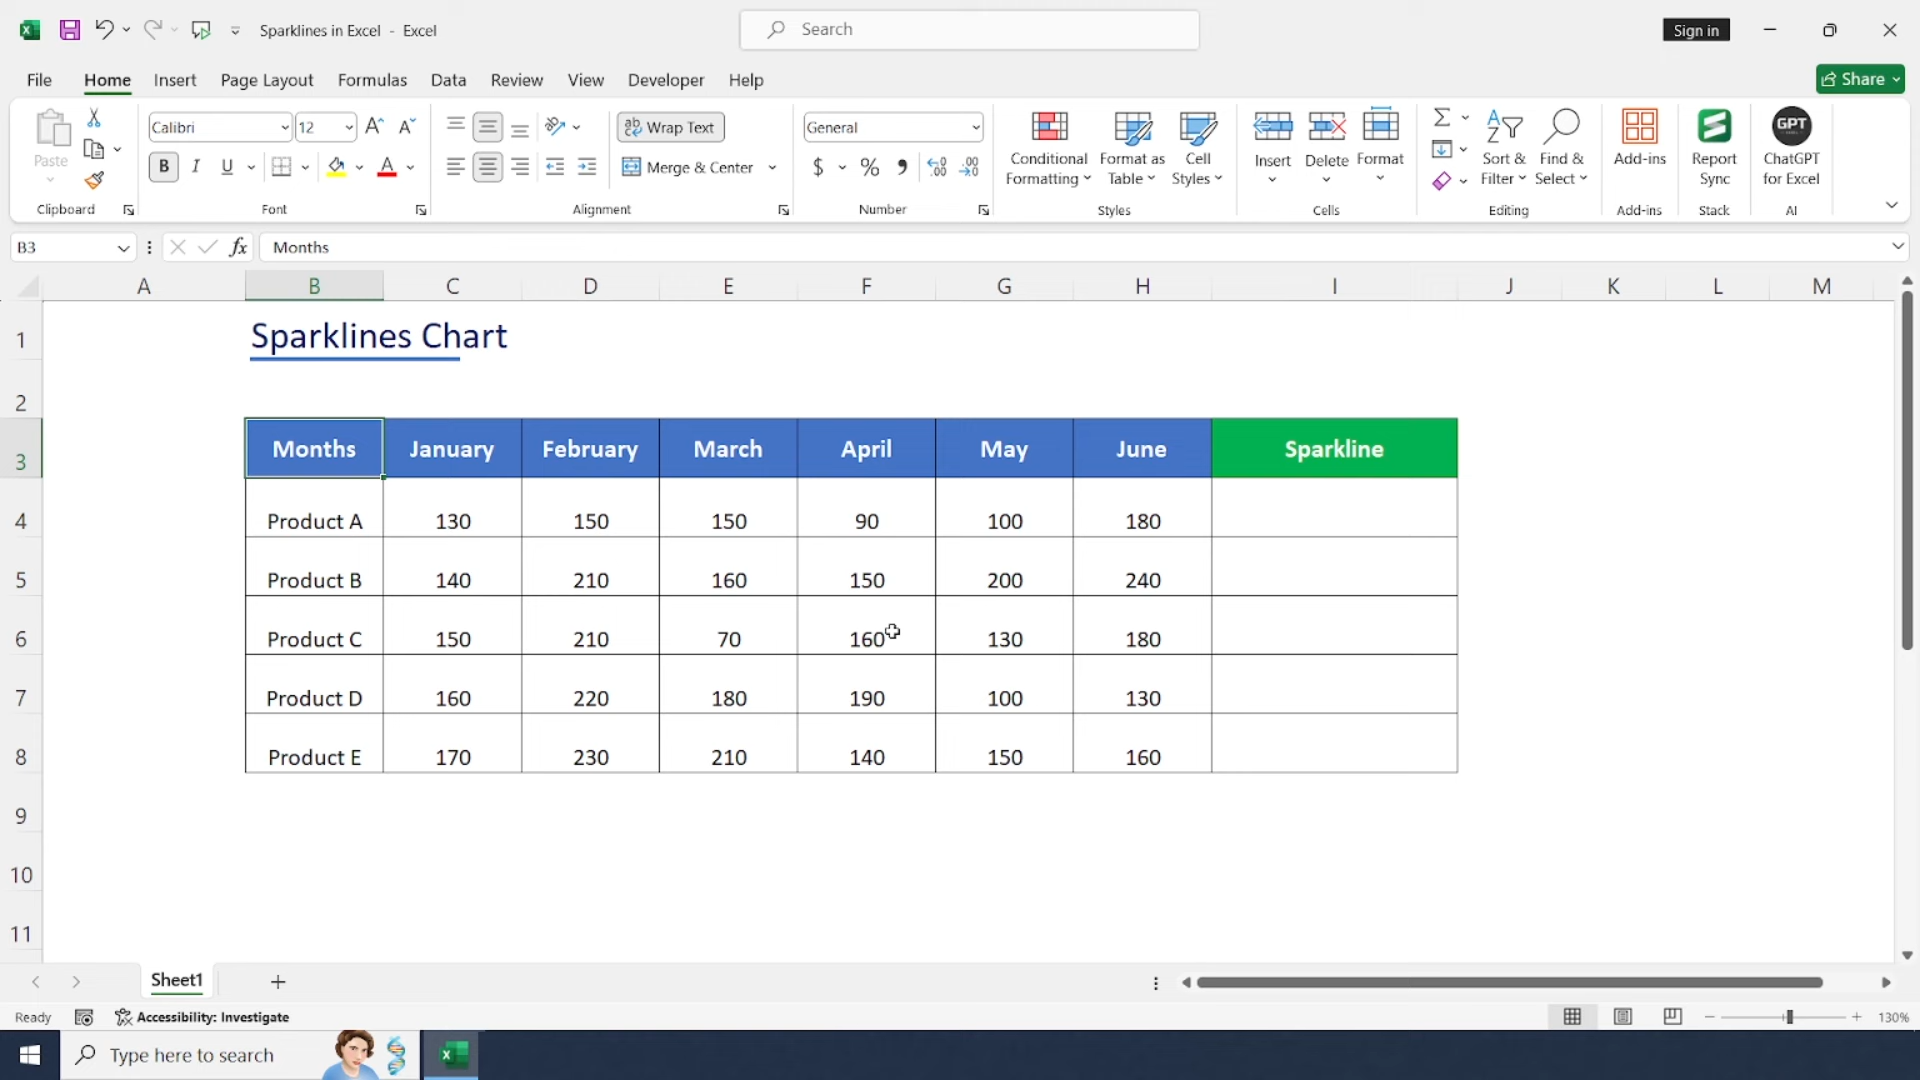 Sparklines in Excel - Excel
Search
Sign in
File Home Insert Page Layout Formulas Data Review View Developer Help
Share
Paste
Calibri 12
B I U A
Wrap Text
Merge & Center
General
$ %
Conditional Formatting
Format as Table
Cell Styles
Insert Delete Format
Sort & Filter
Find & Select
Add-ins
Report Sync
GPT
ChatGPT for Excel
Clipboard Font Alignment Number Styles Cells Editing Add-ins Stack AI
B3 fx Months
A B C D E F G H I J K L M
1 Sparklines Chart
2
3 Months January February March April May June Sparkline
4 Product A 130 150 150 90 100 180
5 Product B 140 210 160 150 200 240
6 Product C 150 210 70 160 130 180
7 Product D 160 220 180 190 100 130
8 Product E 170 230 210 140 150 160
9
10
11
Sheet1
Ready Accessibility: Investigate 130%
Type here to search